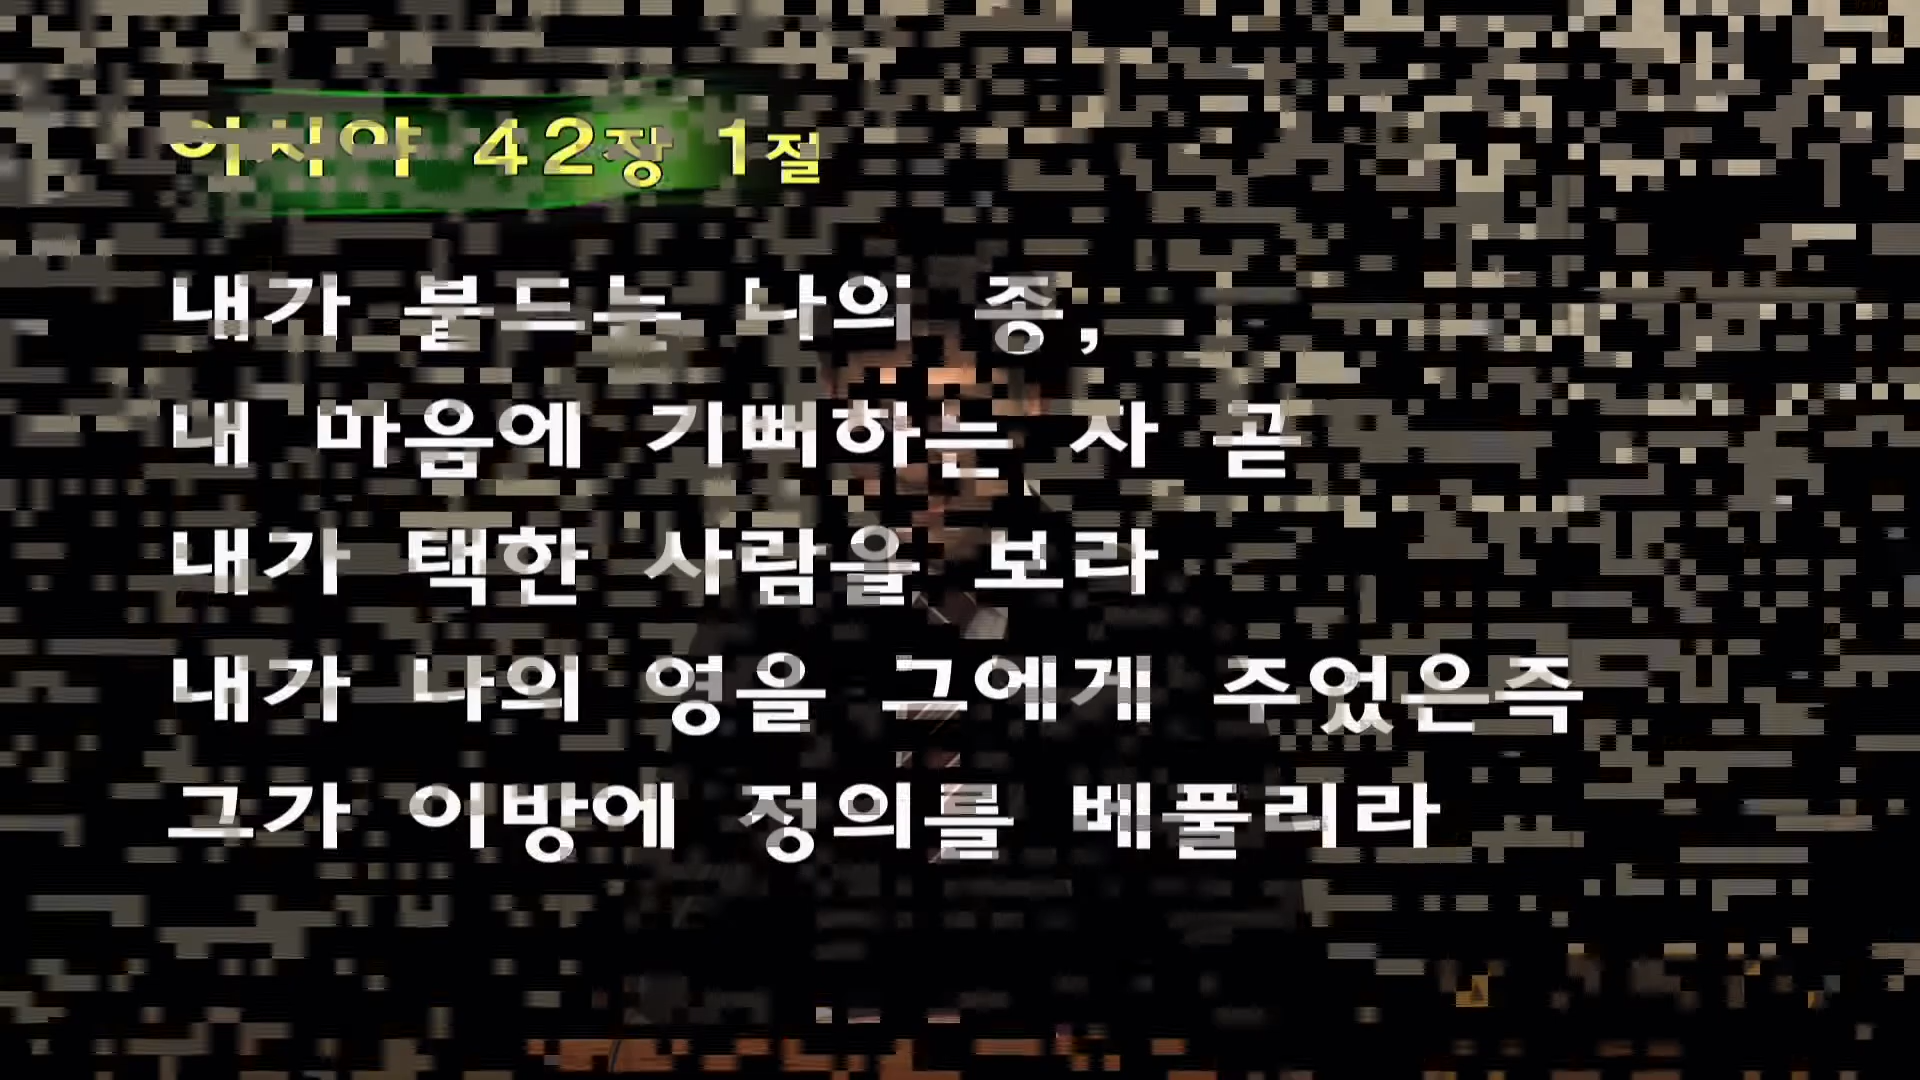 이사야 42장 1절
내가 붙드는 나의 종,
내 마음에 기뻐하는 자 곧
내가 택한 사람을 보라
내가 나의 영을 그에게 주었은즉
그가 이방에 정의를 베풀리라